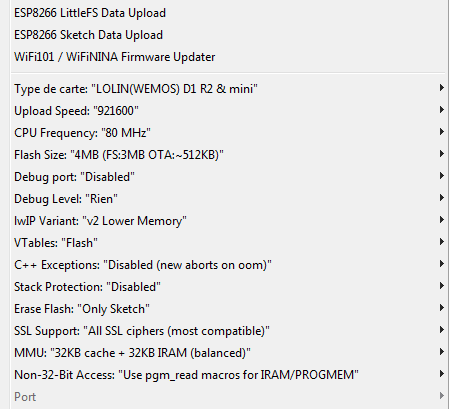 ESP8266 LittleFS Data Upload
ESP8266 Sketch Data Upload
WiFi101 / WiFiNINA Firmware Updater
Type de carte: "LOLIN(WEMOS) D1 R2 & mini"
Upload Speed: "921600"
CPU Frequency: "80 MHz"
Flash Size: "4MB (FS:3MB OTA:~512KB)"
Debug port: "Disabled"
Debug Level: "Rien"
lwIP Variant: "v2 Lower Memory"
VTables: "Flash"
C++ Exceptions: "Disabled (new aborts on oom)"
Stack Protection: "Disabled"
Erase Flash: "Only Sketch"
SSL Support: "All SSL ciphers (most compatible)"
MMU: "32KB cache + 32KB IRAM (balanced)"
Non-32-Bit Access: "Use pgm_read macros for IRAM/PROGMEM"
Port